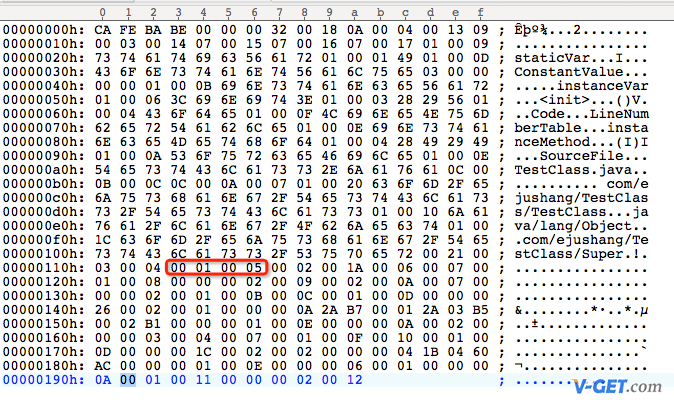 0 1 2 3 4 5 6 7 8 9 a b c d e f
00000000h: CA FE BA BE 00 00 00 32 00 18 0A 00 04 00 13 09 ; Êþº¾...2........
00000010h: 00 03 00 14 07 00 15 07 00 16 07 00 17 01 00 09 ; ................
00000020h: 73 74 61 74 69 63 56 61 72 01 00 01 49 01 00 0D ; staticVar...I...
00000030h: 43 6F 6E 73 74 61 6E 74 56 61 6C 75 65 03 00 00 ; ConstantValue...
00000040h: 00 00 01 00 0B 69 6E 73 74 61 6E 63 65 56 61 72 ; .....instanceVar
00000050h: 01 00 06 3C 69 6E 69 74 3E 01 00 03 28 29 56 01 ; ...<init>...()V.
00000060h: 00 04 43 6F 64 65 01 00 0F 4C 69 6E 65 4E 75 6D ; ..Code...LineNum
00000070h: 62 65 72 54 61 62 6C 65 01 00 0E 69 6E 73 74 61 ; berTable...insta
00000080h: 6E 63 65 4D 65 74 68 6F 64 01 00 04 28 49 29 49 ; nceMethod...(I)I
00000090h: 01 00 0A 53 6F 75 72 63 65 46 69 6C 65 01 00 0E ; ...SourceFile...
000000a0h: 54 65 73 74 43 6C 61 73 73 2E 6A 61 76 61 0C 00 ; TestClass.java..
000000b0h: 0B 00 0C 0C 00 0A 00 07 01 00 20 63 6F 6D 2F 65 ; .......... com/e
000000c0h: 6A 75 73 68 61 6E 67 2F 54 65 73 74 43 6C 61 73 ; jushang/TestClas
000000d0h: 73 2F 54 65 73 74 43 6C 61 73 73 01 00 10 6A 61 ; s/TestClass...ja
000000e0h: 76 61 2F 6C 61 6E 67 2F 4F 62 6A 65 63 74 01 00 ; va/lang/Object..
000000f0h: 1C 63 6F 6D 2F 65 6A 75 73 68 61 6E 67 2F 54 65 ; .com/ejushang/Te
00000100h: 73 74 43 6C 61 73 73 2F 53 75 70 65 72 00 21 00 ; stClass/Super.!.
00000110h: 03 00 04 00 01 00 05 00 02 00 1A 00 06 00 07 00 ; ................
00000120h: 01 00 08 00 00 00 02 00 09 00 02 00 0A 00 07 00 ; ................
00000130h: 00 00 02 00 01 00 0B 00 0C 00 01 00 0D 00 00 00 ; ................
00000140h: 26 00 02 00 01 00 00 00 0A 2A B7 00 01 2A 03 B5 ; &........*·..*.µ
00000150h: 00 02 B1 00 00 00 01 00 0E 00 00 00 0A 00 02 00 ; ..±.............
00000160h: 00 00 03 00 04 00 07 00 01 00 0F 00 10 00 01 00 ; ................
00000170h: 0D 00 00 00 1C 00 02 00 02 00 00 00 04 1B 04 60 ; ...............`
00000180h: AC 00 00 00 01 00 0E 00 00 00 06 00 01 00 00 00 ; ¬...............
00000190h: 0A 00 01 00 11 00 00 00 02 00 12 ; ...........
V-GET.com